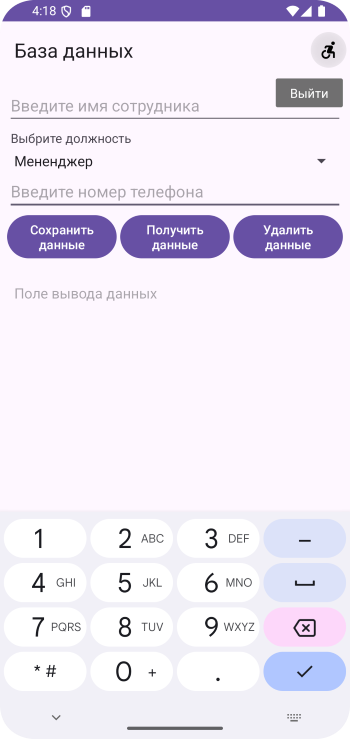 4:18
База данных
Выйти
Введите имя сотрудника
Выбрите должность
Мененджер
Введите номер телефона
Сохранить
данные
Получить
данные
Удалить
данные
Поле вывода данных
1
2 ABC
3 DEF
–
4 GHI
5 JKL
6 MNO
7 PQRS
8 TUV
9 WXYZ
* #
0 +
.